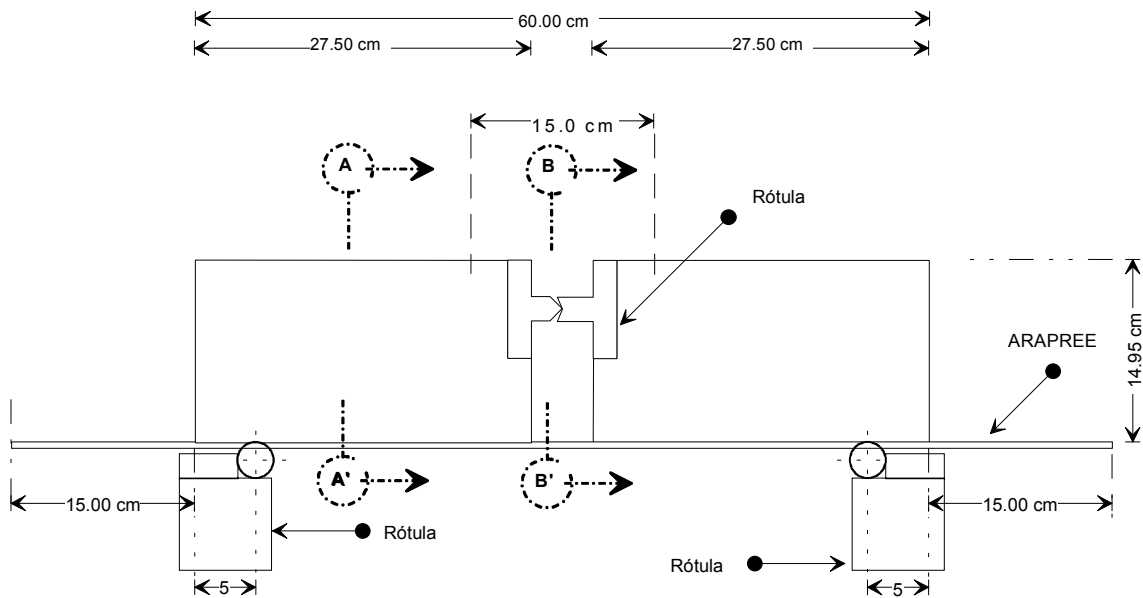 60.00 cm
27.50 cm 27.50 cm
15.0 cm
A B
Rótula
ARAPREE
14.95 cm
A' B'
15.00 cm 15.00 cm
Rótula
Rótula
5 5